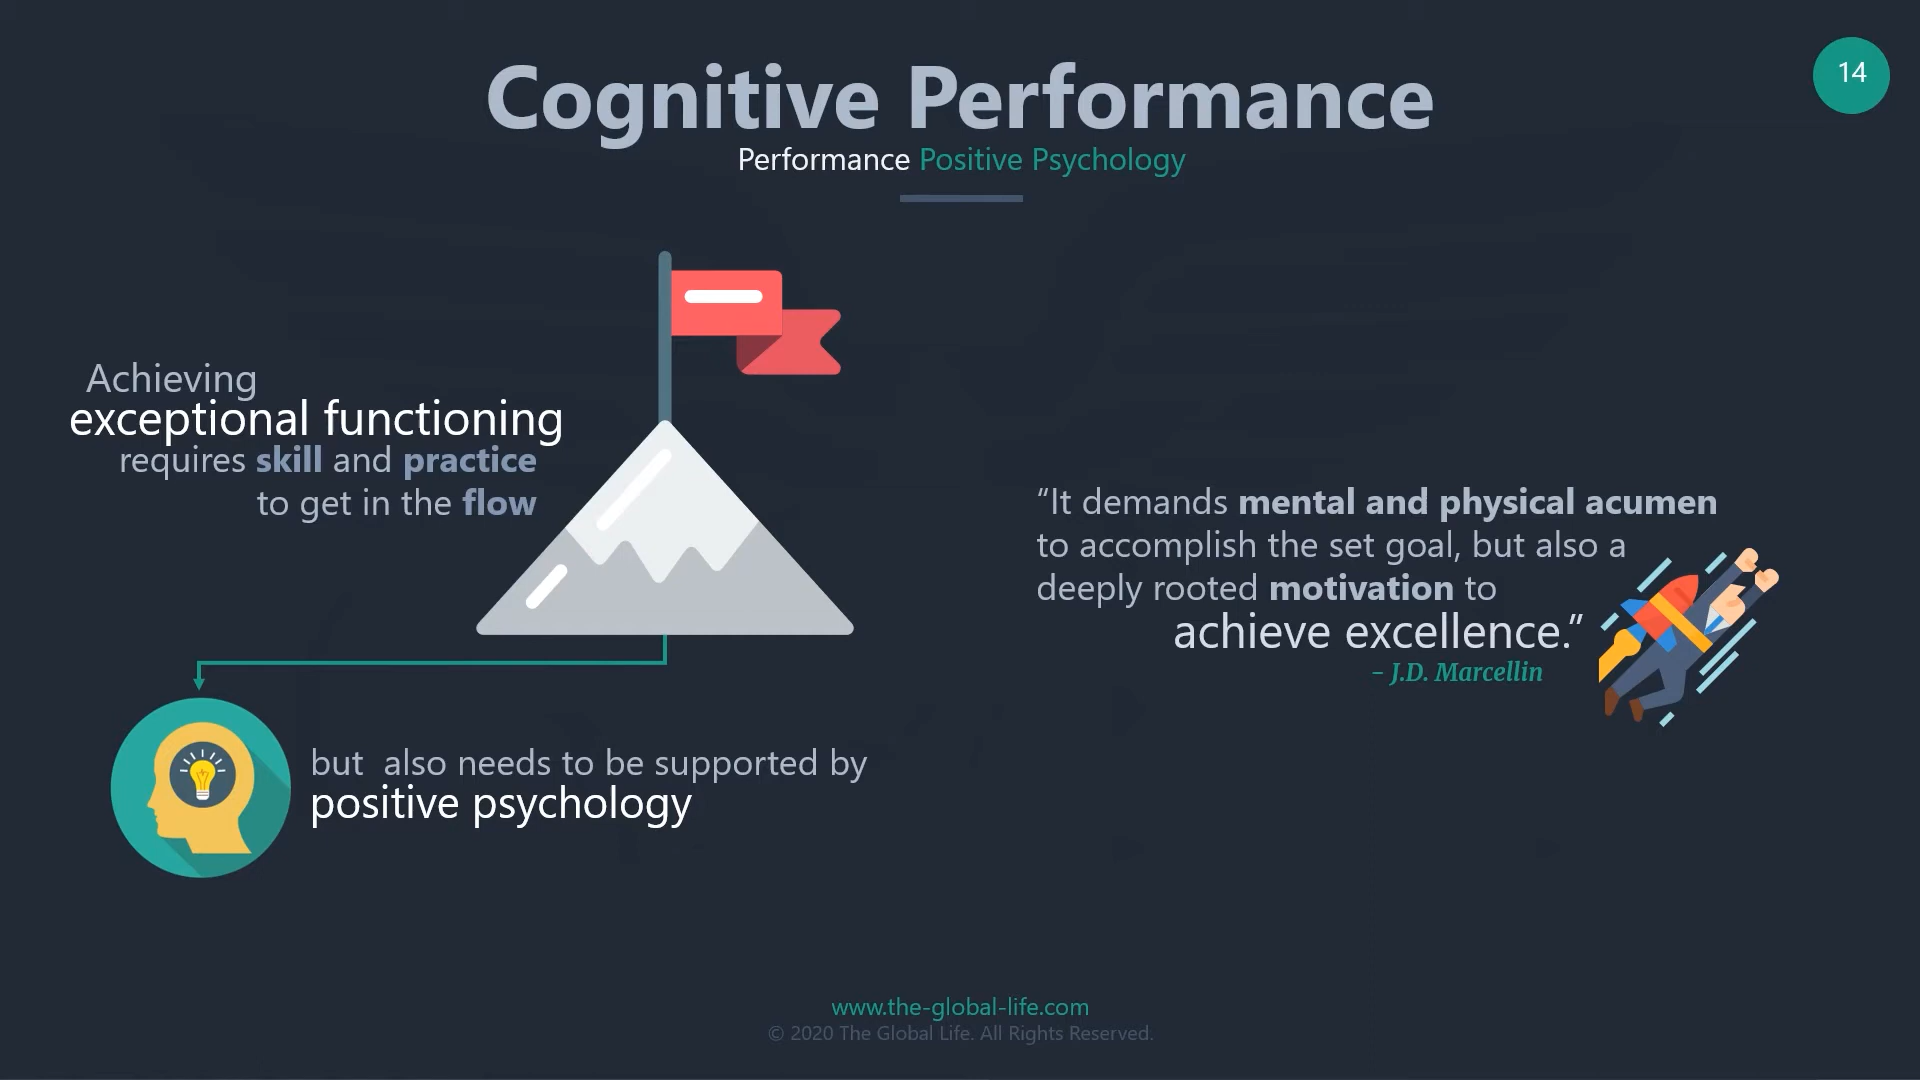 Cognitive Performance
14
Performance Positive Psychology
Achieving
exceptional functioning
requires skill and practice
to get in the flow
“It demands mental and physical acumen
to accomplish the set goal, but also a
deeply rooted motivation to
achieve excellence.”
– J.D. Marcellin
but  also needs to be supported by
positive psychology
www.the-global-life.com
© 2020 The Global Life. All Rights Reserved.